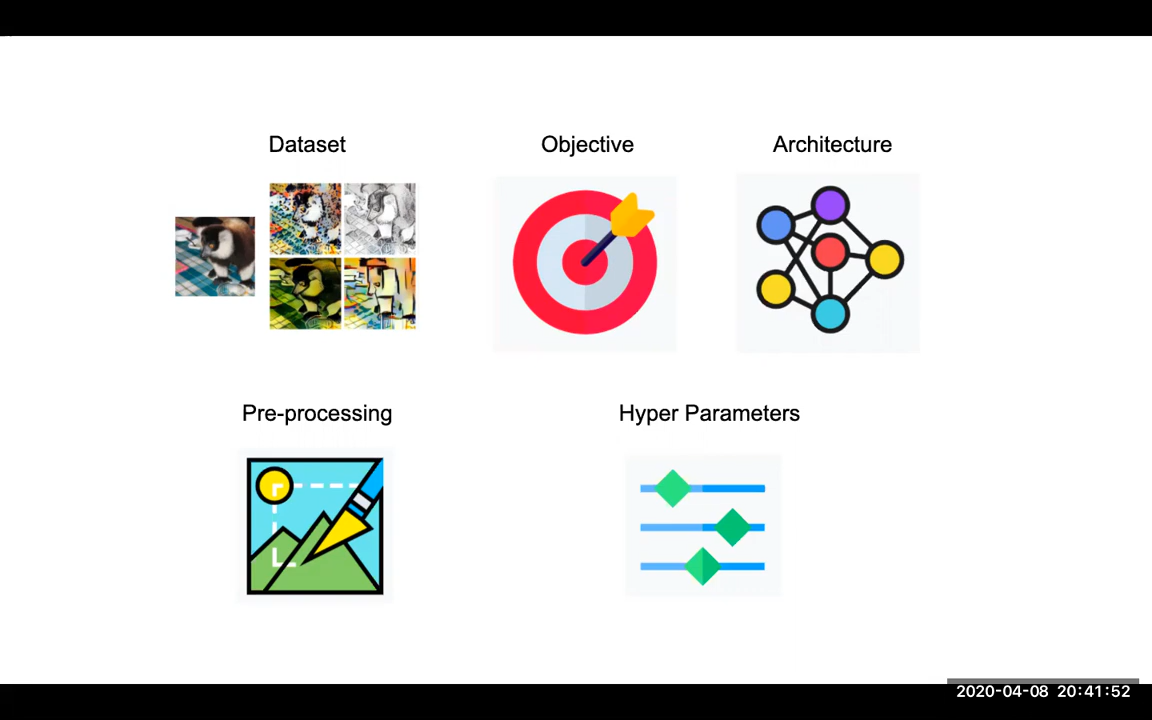 Dataset
Objective
Architecture
Pre-processing
Hyper Parameters
2020-04-08 20:41:52